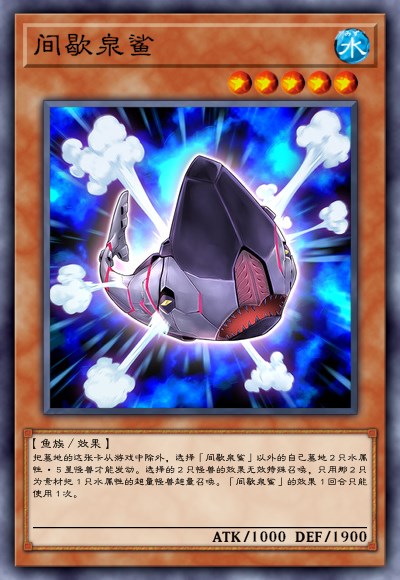 间歇泉鲨
水
【鱼族／效果】
把墓地的这张卡从游戏中除外，选择「间歇泉鲨」以外的自己墓地2只水属
性·5星怪兽才能发动。选择的2只怪兽的效果无效特殊召唤，只用那2只
为素材把1只水属性的超量怪兽超量召唤。「间歇泉鲨」的效果1回合只能
使用1次。
ATK/1000 DEF/1900